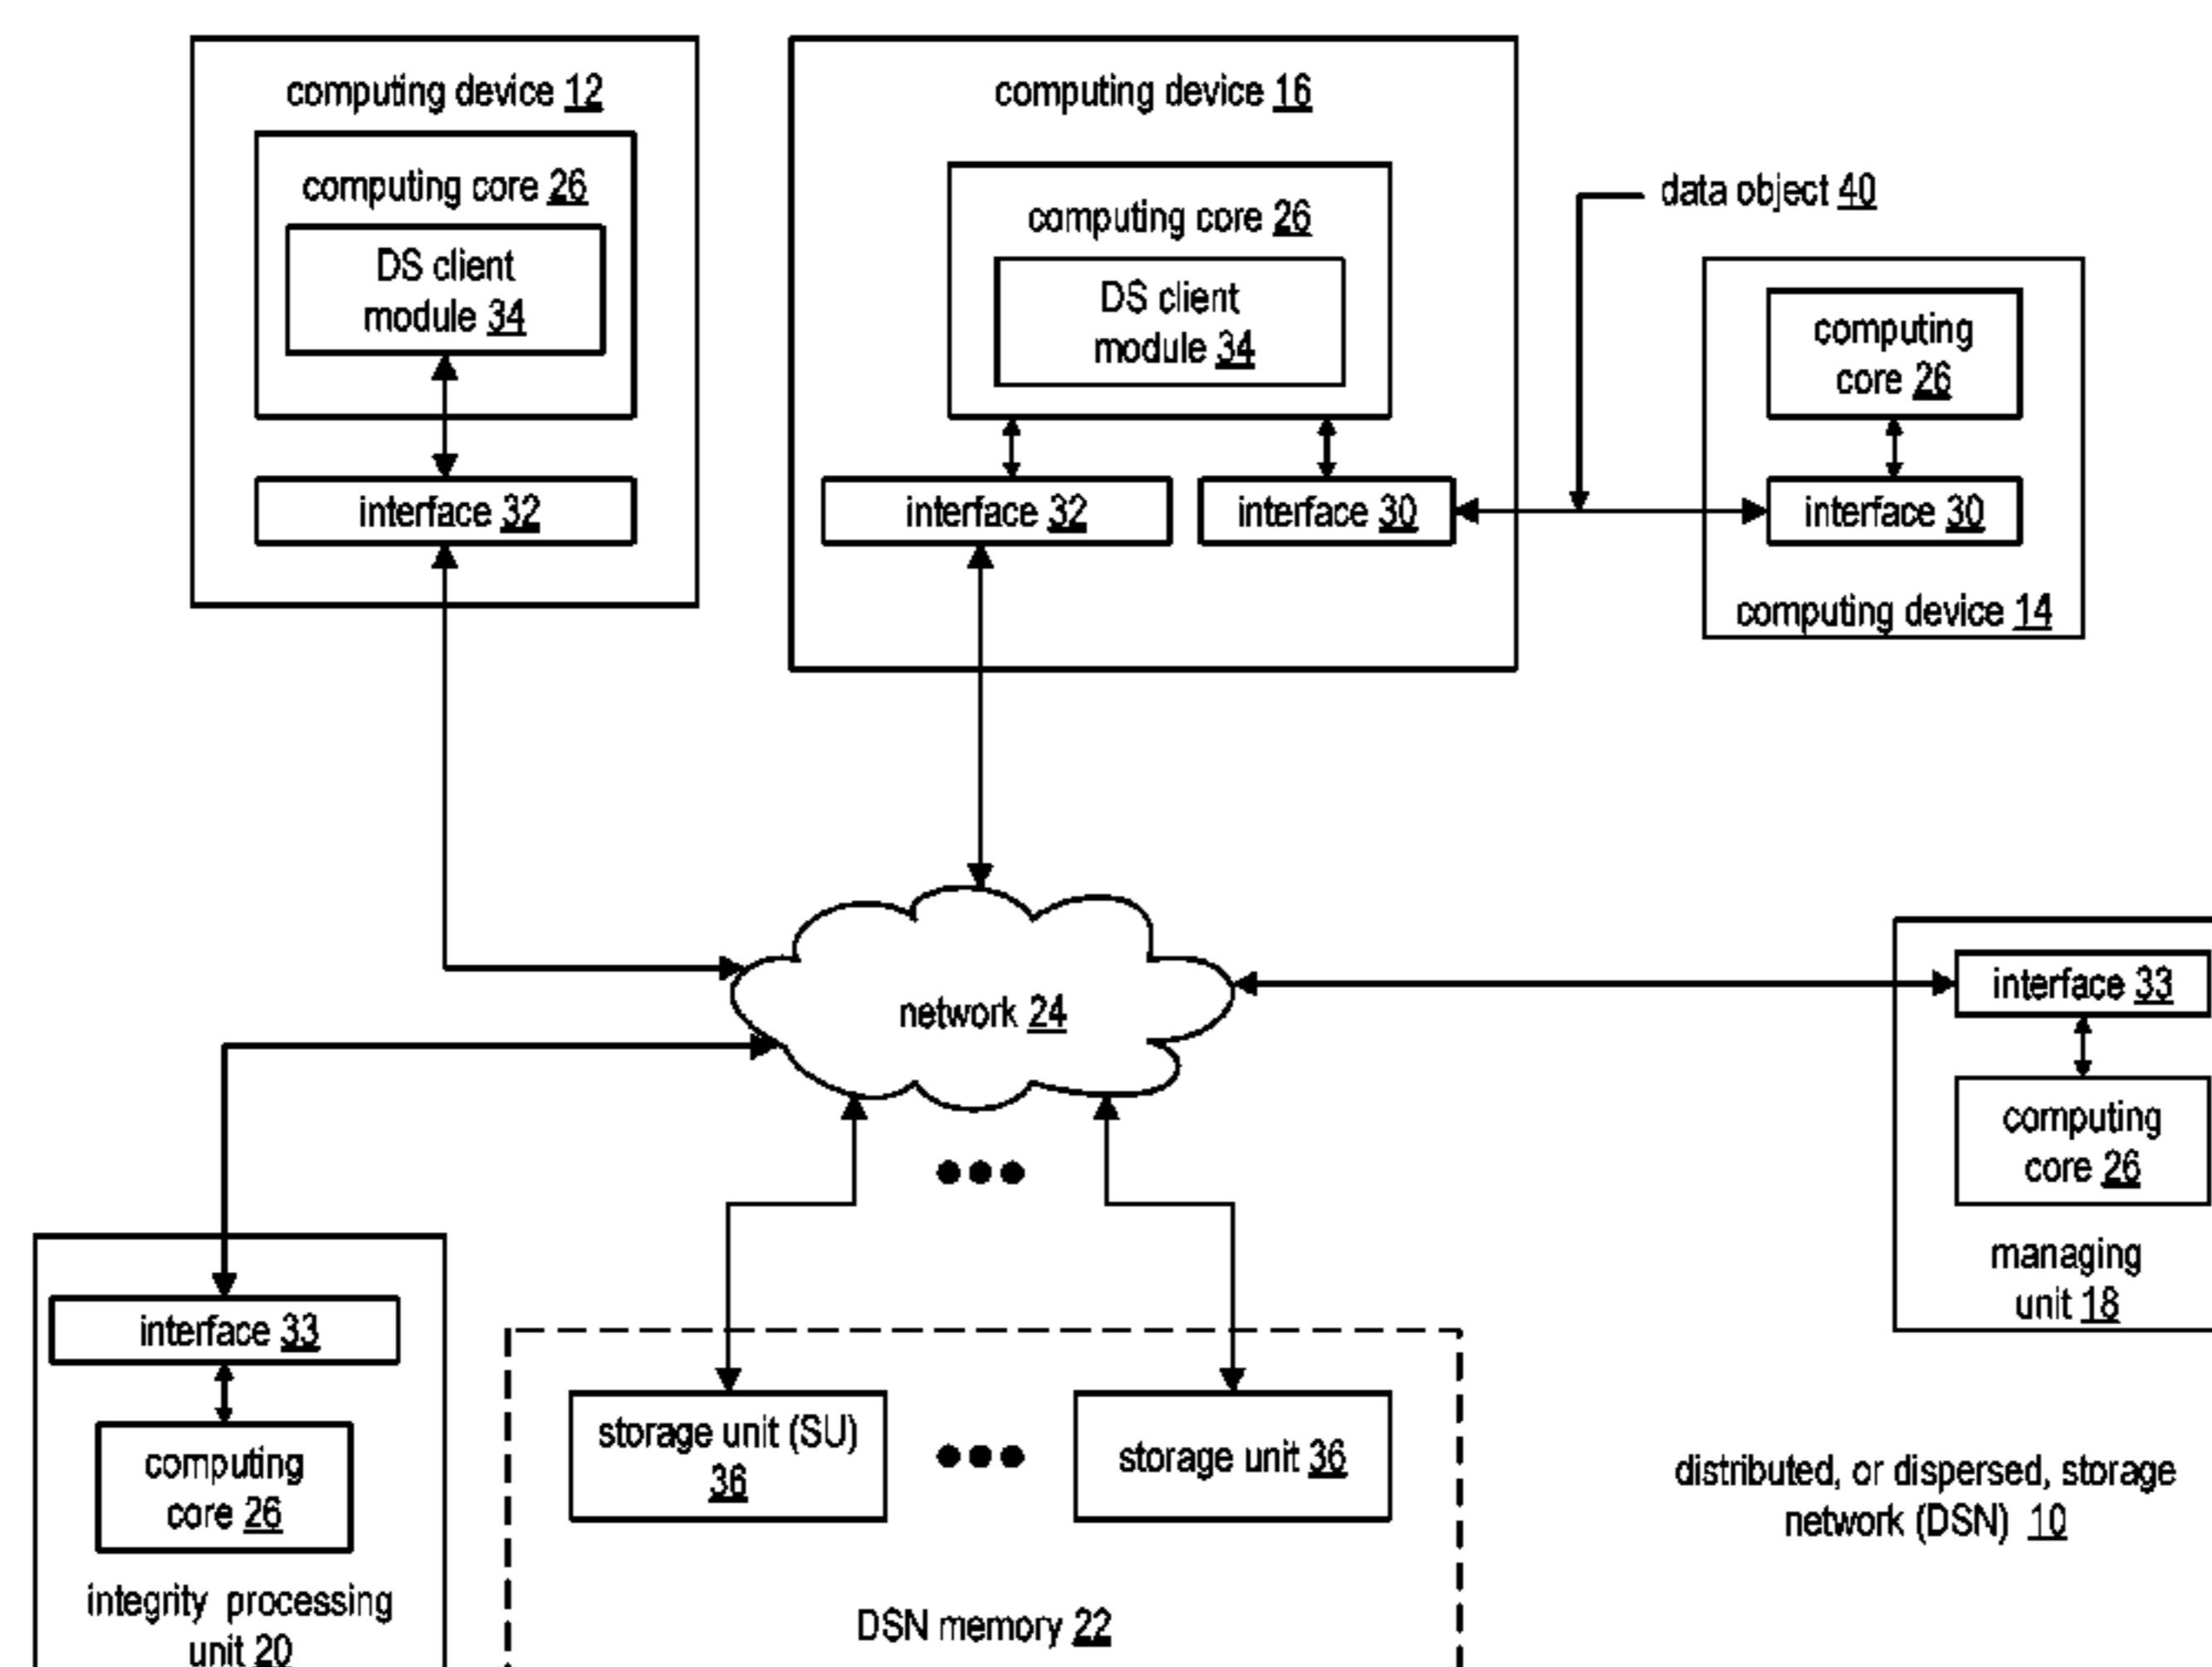 computing device 12
computing core 26
DS client
module 34
interface 32
computing device 16
computing core 26
DS client
module 34
interface 32
interface 30
data object 40
computing
core 26
interface 30
computing device 14
network 24
interface 33
computing
core 26
managing
unit 18
interface 33
computing
core 26
integrity processing
unit 20
storage unit (SU)
36
storage unit 36
DSN memory 22
distributed, or dispersed, storage
network (DSN) 10